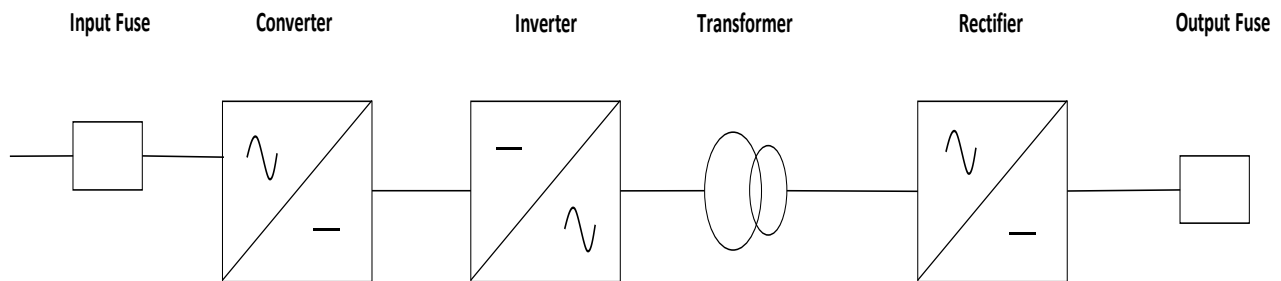 Input Fuse
Converter
Inverter
Transformer
Rectifier
Output Fuse